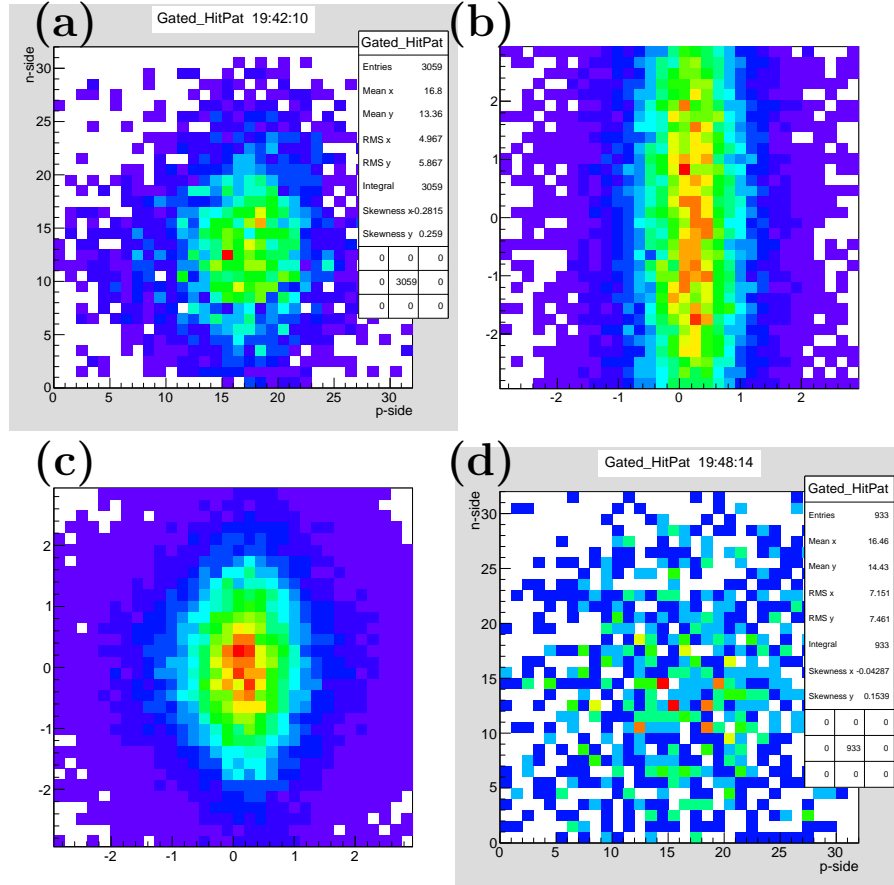 (a)
Gated_HitPat 19:42:10
n-side
30
25
20
15
10
5
0
0 5 10 15 20 25 30
p-side
Gated_HitPat
Entries 3059
Mean x 16.8
Mean y 13.36
RMS x 4.967
RMS y 5.867
Integral 3059
Skewness x-0.2815
Skewness y 0.259
0 0 0
0 3059 0
0 0 0
(b)
2
1
0
-1
-2
-2 -1 0 1 2
(c)
2
1
0
-1
-2
-2 -1 0 1 2
(d)
Gated_HitPat 19:48:14
n-side
30
25
20
15
10
5
0
0 5 10 15 20 25 30
p-side
Gated_HitPat
Entries 933
Mean x 16.46
Mean y 14.43
RMS x 7.151
RMS y 7.461
Integral 933
Skewness x -0.04287
Skewness y 0.1539
0 0 0
0 933 0
0 0 0